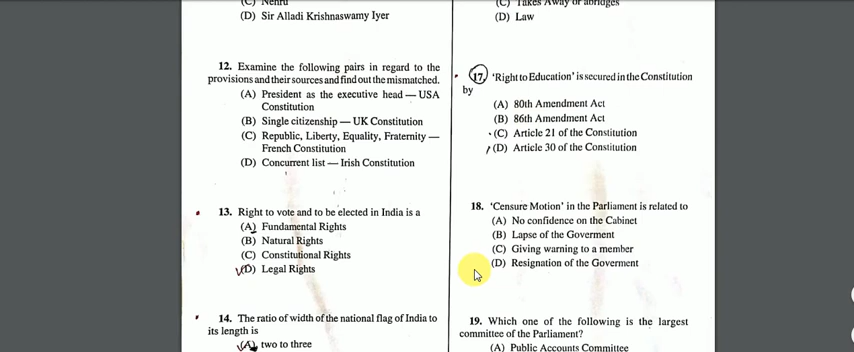 (C) Nehru
(D) Sir Alladi Krishnaswamy Iyer
12. Examine the following pairs in regard to the
provisions and their sources and find out the mismatched.
(A) President as the executive head — USA
Constitution
(B) Single citizenship — UK Constitution
(C) Republic, Liberty, Equality, Fraternity —
French Constitution
(D) Concurrent list — Irish Constitution
13. Right to vote and to be elected in India is a
(A) Fundamental Rights
(B) Natural Rights
(C) Constitutional Rights
(D) Legal Rights
14. The ratio of width of the national flag of India to
its length is
(A) two to three
(C) Takes Away or abridges
(D) Law
17. 'Right to Education' is secured in the Constitution
by
(A) 80th Amendment Act
(B) 86th Amendment Act
(C) Article 21 of the Constitution
(D) Article 30 of the Constitution
18. 'Censure Motion' in the Parliament is related to
(A) No confidence on the Cabinet
(B) Lapse of the Goverment
(C) Giving warning to a member
(D) Resignation of the Goverment
19. Which one of the following is the largest
committee of the Parliament?
(A) Public Accounts Committee